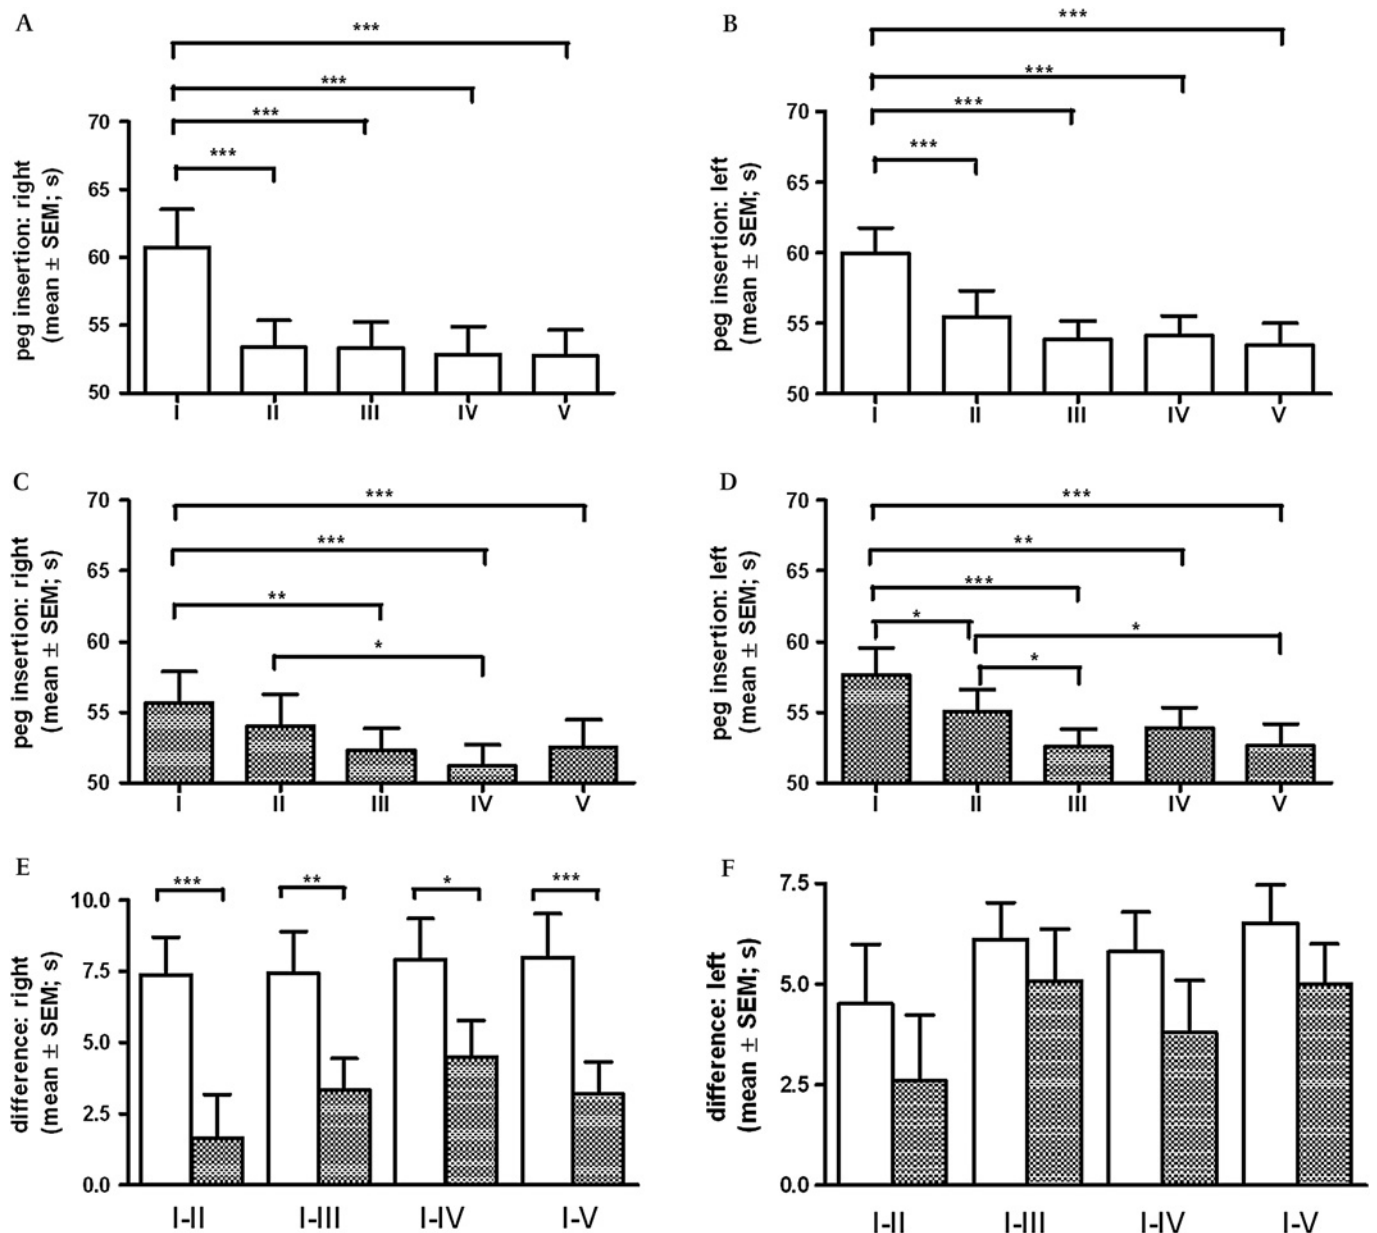 A
***
***
***
***
70
65
60
55
50
peg insertion: right
(mean ± SEM; s)
I II III IV V
B
***
***
***
***
70
65
60
55
50
peg insertion: left
(mean ± SEM; s)
I II III IV V
C
***
***
**
*
70
65
60
55
50
peg insertion: right
(mean ± SEM; s)
I II III IV V
D
***
**
***
*
*
*
70
65
60
55
50
peg insertion: left
(mean ± SEM; s)
I II III IV V
E
*** ** * ***
10.0
7.5
5.0
2.5
0.0
difference: right
(mean ± SEM; s)
I-II I-III I-IV I-V
F
7.5
5.0
2.5
0.0
difference: left
(mean ± SEM; s)
I-II I-III I-IV I-V